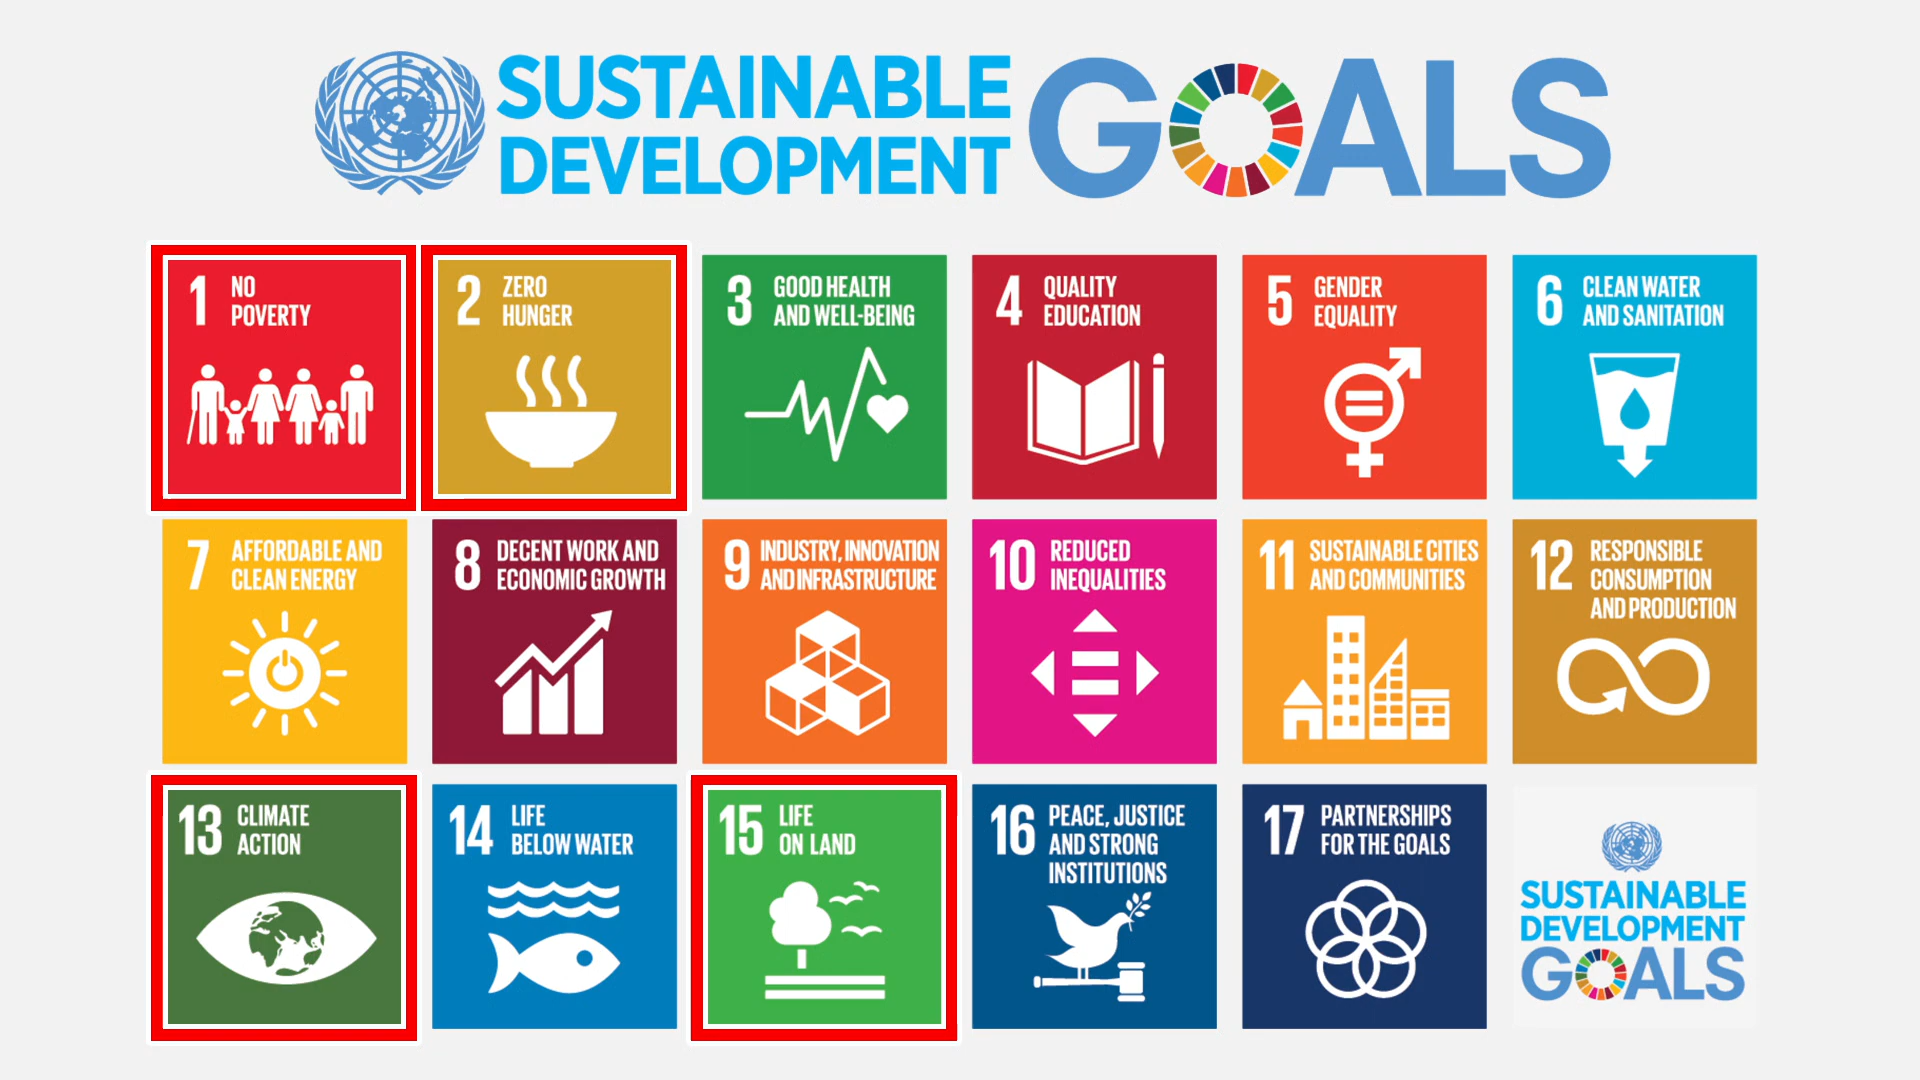 SUSTAINABLE
DEVELOPMENT
GOALS
1 NO
POVERTY
2 ZERO
HUNGER
3 GOOD HEALTH
AND WELL-BEING
4 QUALITY
EDUCATION
5 GENDER
EQUALITY
6 CLEAN WATER
AND SANITATION
7 AFFORDABLE AND
CLEAN ENERGY
8 DECENT WORK AND
ECONOMIC GROWTH
9 INDUSTRY, INNOVATION
AND INFRASTRUCTURE
10 REDUCED
INEQUALITIES
11 SUSTAINABLE CITIES
AND COMMUNITIES
12 RESPONSIBLE
CONSUMPTION
AND PRODUCTION
13 CLIMATE
ACTION
14 LIFE
BELOW WATER
15 LIFE
ON LAND
16 PEACE, JUSTICE
AND STRONG
INSTITUTIONS
17 PARTNERSHIPS
FOR THE GOALS
SUSTAINABLE
DEVELOPMENT
GOALS